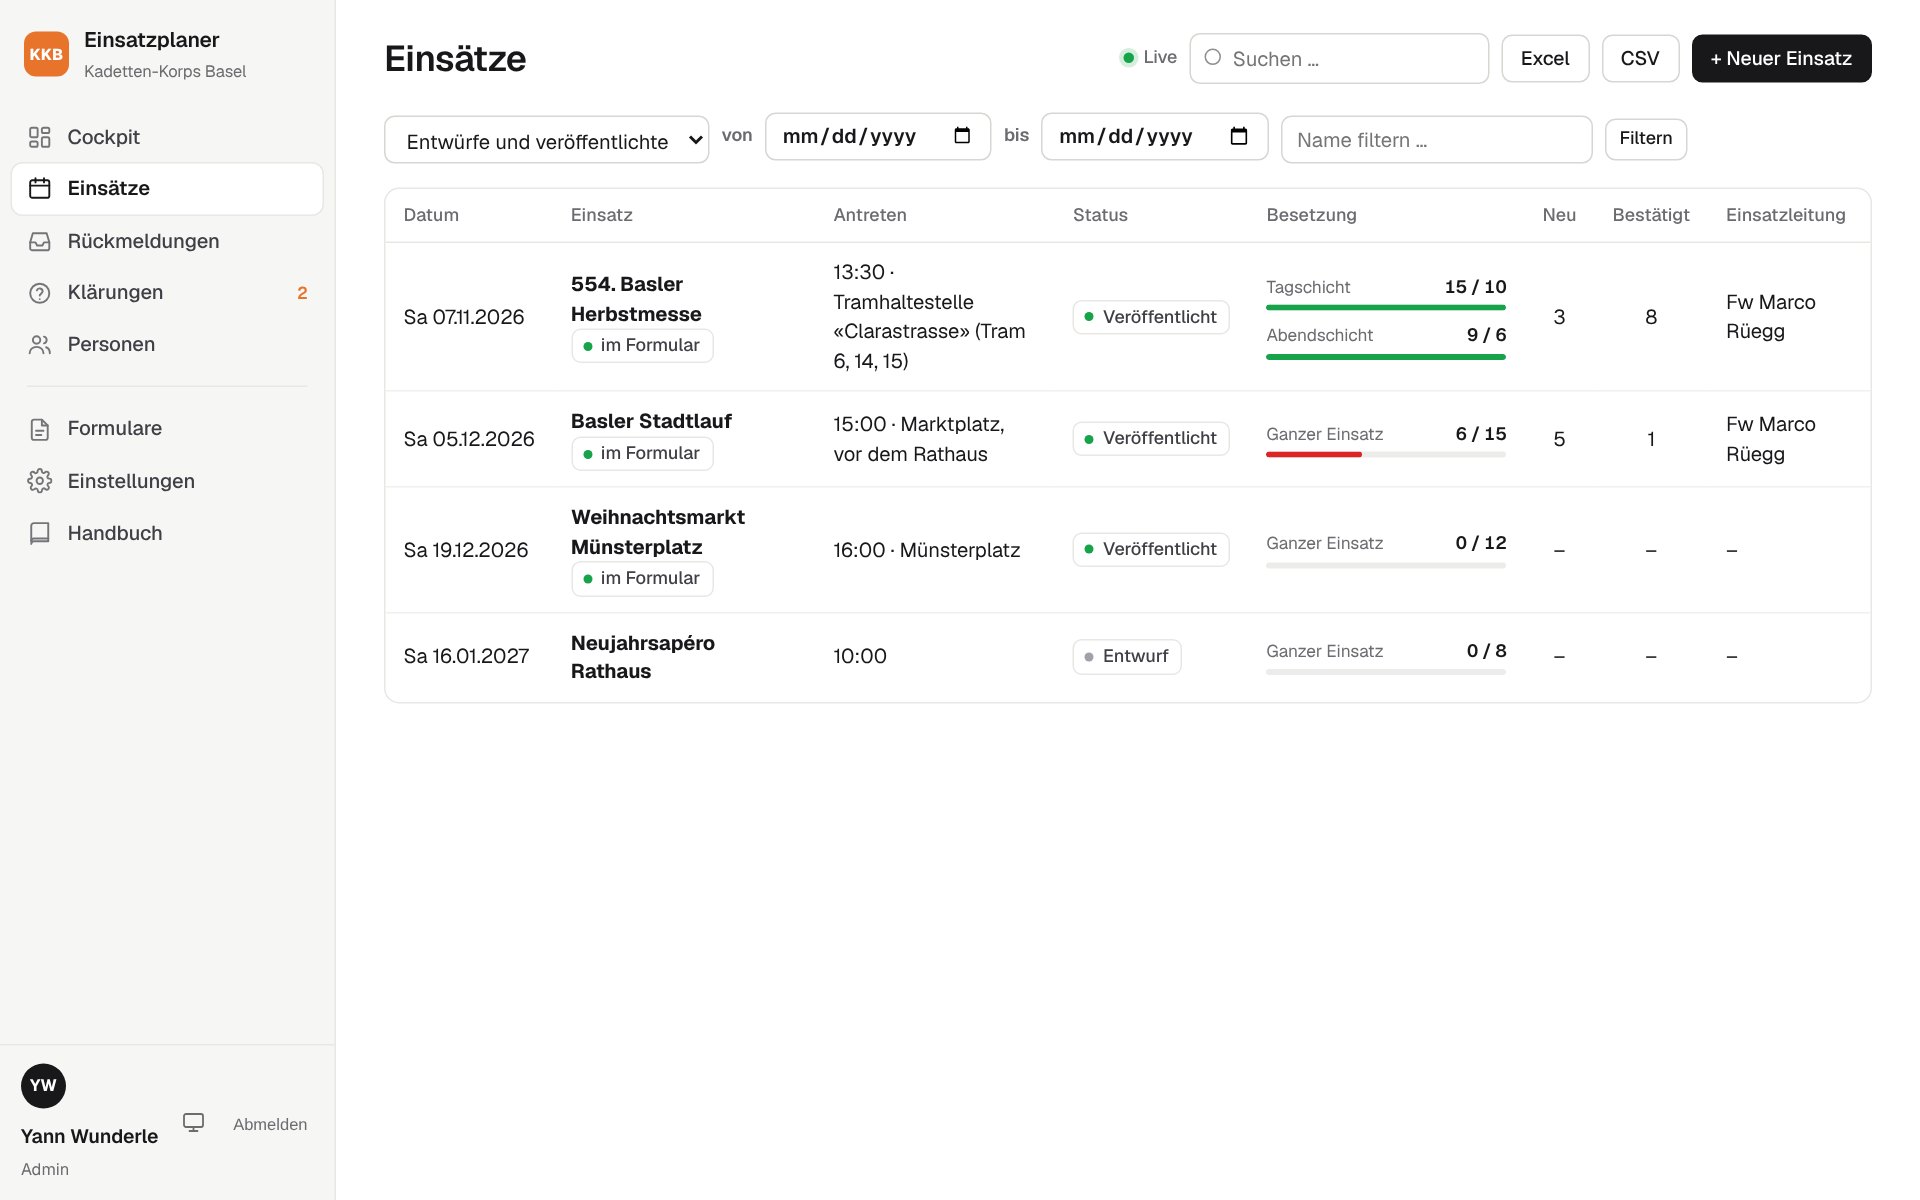 KKB
Einsatzplaner
Kadetten-Korps Basel
Cockpit
Einsätze
Rückmeldungen
Klärungen 2
Personen
Formulare
Einstellungen
Handbuch
YW
Yann Wunderle
Admin
Abmelden
Einsätze
Live
Suchen …
Excel
CSV
+ Neuer Einsatz
Entwürfe und veröffentlichte
von
mm/dd/yyyy
bis
mm/dd/yyyy
Name filtern …
Filtern
Datum Einsatz Antreten Status Besetzung Neu Bestätigt Einsatzleitung
Sa 07.11.2026
554. Basler
Herbstmesse
im Formular
13:30 ·
Tramhaltestelle
«Clarastrasse» (Tram
6, 14, 15)
Veröffentlicht
Tagschicht 15 / 10
Abendschicht 9 / 6
3
8
Fw Marco
Rüegg
Sa 05.12.2026
Basler Stadtlauf
im Formular
15:00 · Marktplatz,
vor dem Rathaus
Veröffentlicht
Ganzer Einsatz 6 / 15
5
1
Fw Marco
Rüegg
Sa 19.12.2026
Weihnachtsmarkt
Münsterplatz
im Formular
16:00 · Münsterplatz
Veröffentlicht
Ganzer Einsatz 0 / 12
–
–
–
Sa 16.01.2027
Neujahrsapéro
Rathaus
10:00
Entwurf
Ganzer Einsatz 0 / 8
–
–
–